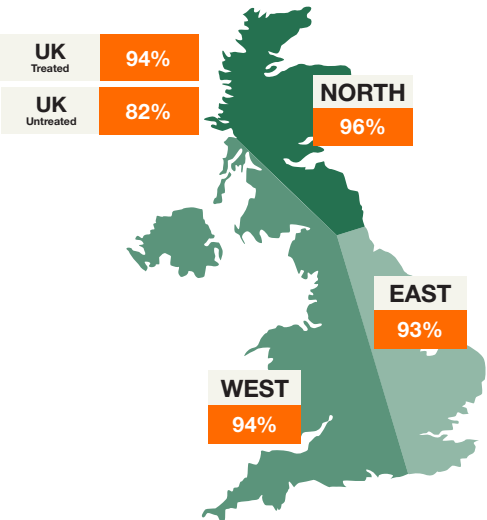 UK
Treated
94%
UK
Untreated
82%
NORTH
96%
EAST
93%
WEST
94%